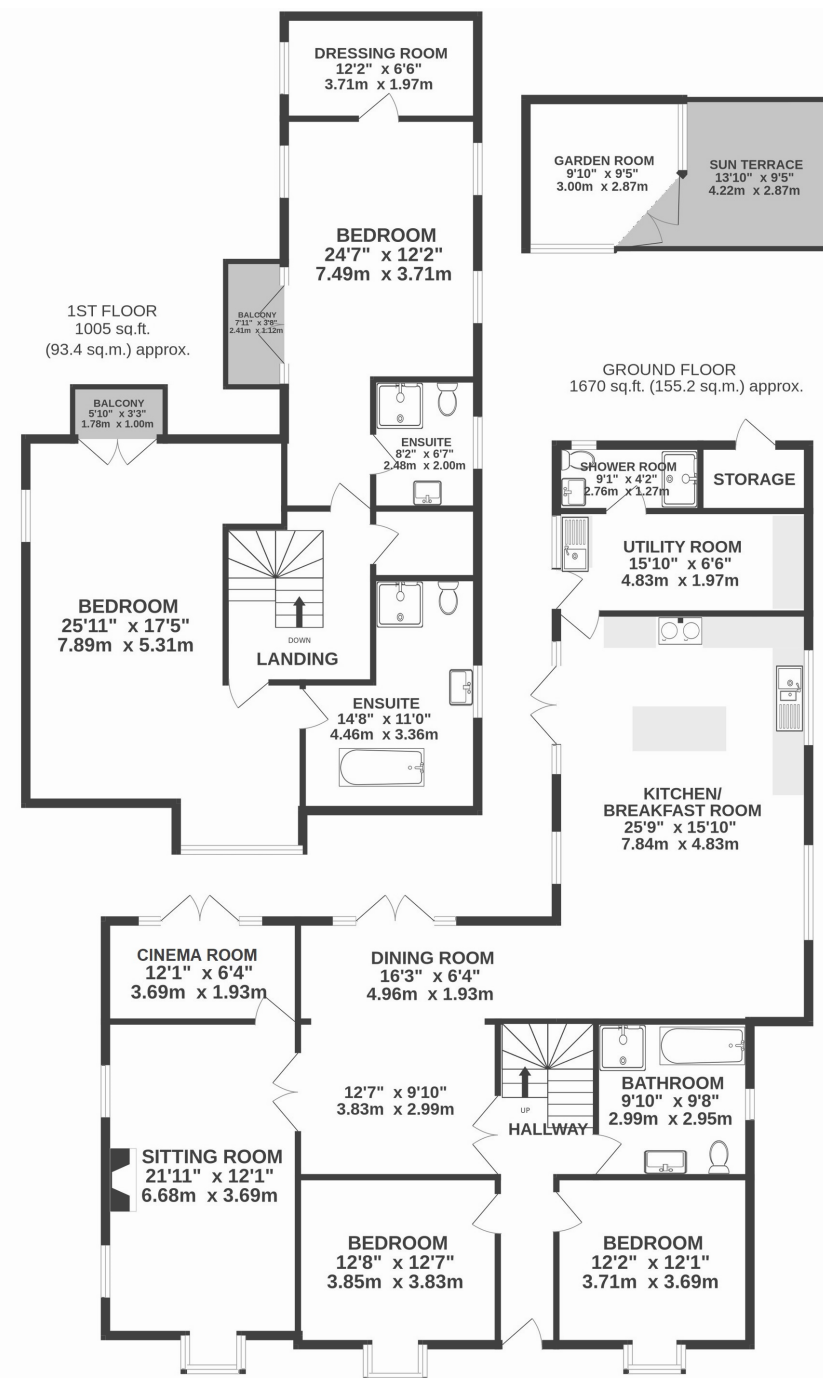 DRESSING ROOM
12'2" x 6'6"
3.71m x 1.97m
BEDROOM
24'7" x 12'2"
7.49m x 3.71m
BALCONY
7'11" x 3'8"
2.41m x 1.12m
1ST FLOOR
1005 sq.ft.
(93.4 sq.m.) approx.
BALCONY
5'10" x 3'3"
1.78m x 1.00m
ENSUITE
8'2" x 6'7"
2.48m x 2.00m
BEDROOM
25'11" x 17'5"
7.89m x 5.31m
DOWN
LANDING
ENSUITE
14'8" x 11'0"
4.46m x 3.36m
GARDEN ROOM
9'10" x 9'5"
3.00m x 2.87m
SUN TERRACE
13'10" x 9'5"
4.22m x 2.87m
GROUND FLOOR
1670 sq.ft. (155.2 sq.m.) approx.
SHOWER ROOM
9'1" x 4'2"
2.76m x 1.27m
STORAGE
UTILITY ROOM
15'10" x 6'6"
4.83m x 1.97m
KITCHEN/
BREAKFAST ROOM
25'9" x 15'10"
7.84m x 4.83m
CINEMA ROOM
12'1" x 6'4"
3.69m x 1.93m
DINING ROOM
16'3" x 6'4"
4.96m x 1.93m
12'7" x 9'10"
3.83m x 2.99m
UP
HALLWAY
BATHROOM
9'10" x 9'8"
2.99m x 2.95m
SITTING ROOM
21'11" x 12'1"
6.68m x 3.69m
BEDROOM
12'8" x 12'7"
3.85m x 3.83m
BEDROOM
12'2" x 12'1"
3.71m x 3.69m